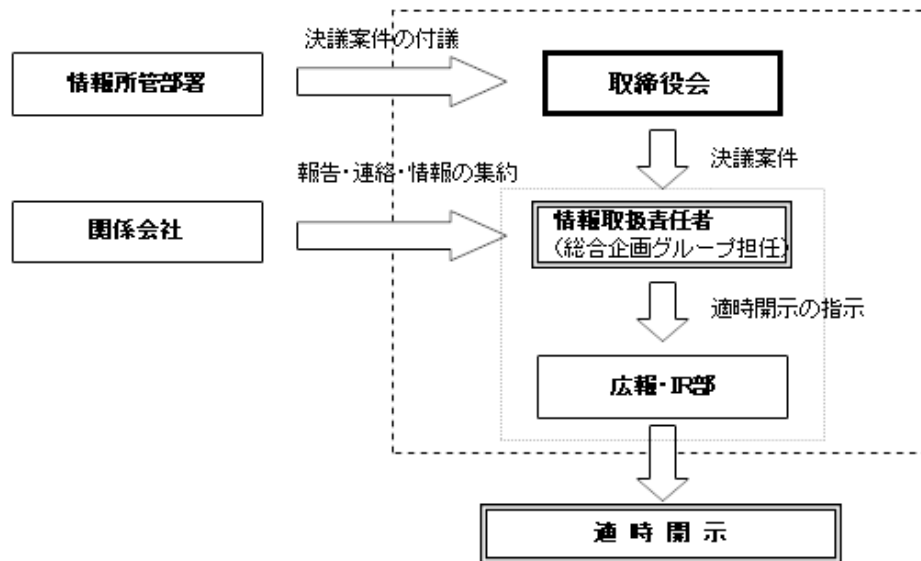 決議案件の付議
情報所管部署
取締役会
決議案件
報告・連絡・情報の集約
関係会社
情報取扱責任者
（総合企画グループ担任）
適時開示の指示
広報・IR部
適 時 開 示